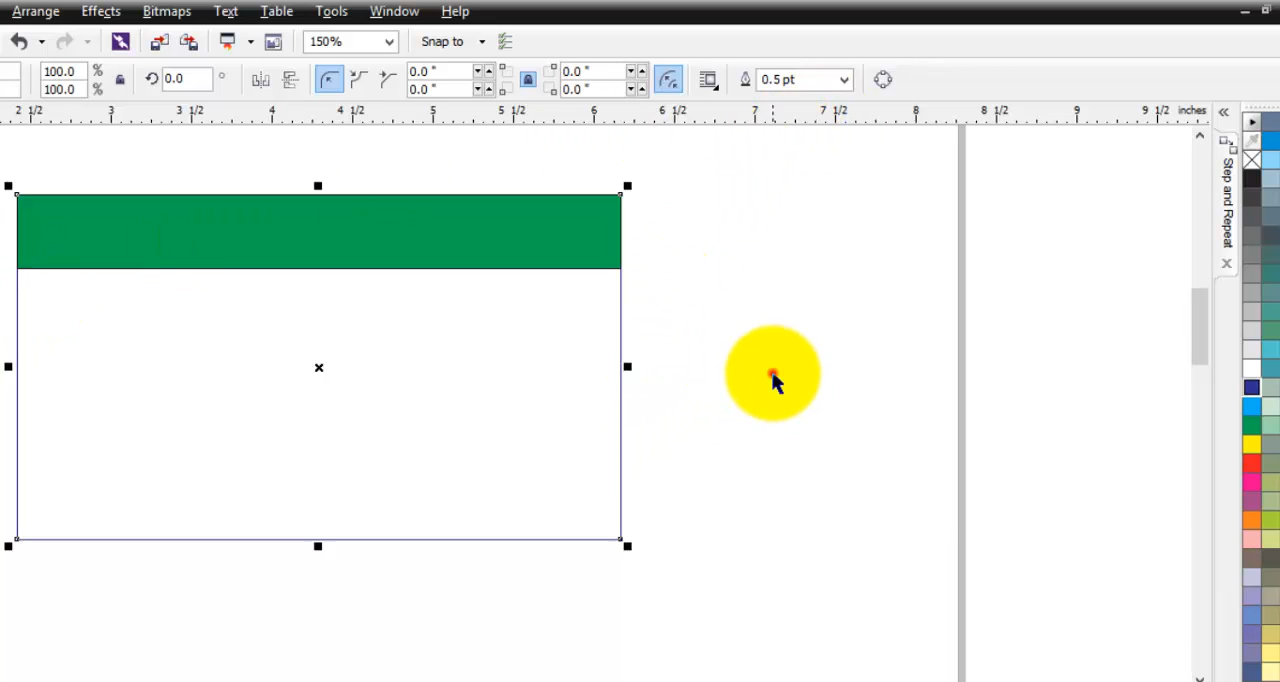 Arrange Effects Bitmaps Text Table Tools Window Help
150% Snap to
100.0 % 0.0 ° 0.0 ° 0.0 ° 0.5 pt
100.0 % 0.0 ° 0.0 °
2 1/2 3 3 1/2 4 4 1/2 5 5 1/2 6 6 1/2 7 7 1/2 8 8 1/2 9 9 1/2 inches
Step and Repeat